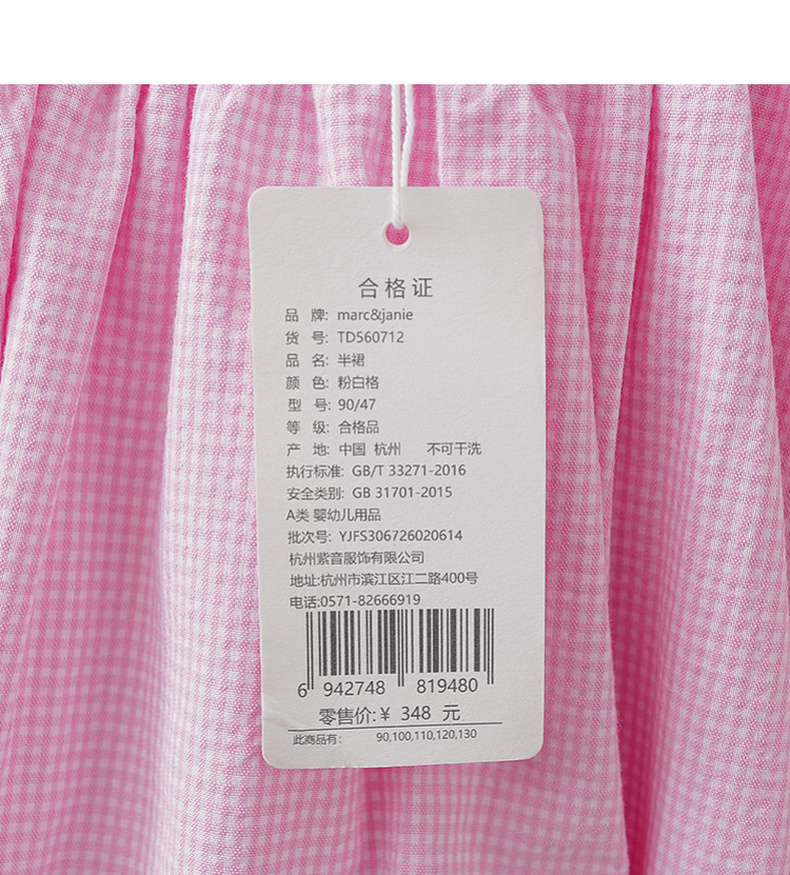 合格证
品 牌: marc&janie
货 号: TD560712
品 名: 半裙
颜 色: 粉白格
型 号: 90/47
等 级: 合格品
产 地: 中国 杭州 不可干洗
执行标准: GB/T 33271-2016
安全类别: GB 31701-2015
A类 婴幼儿用品
批次号: YJFS306726020614
杭州紫音服饰有限公司
地址:杭州市滨江区江二路400号
电话:0571-82666919
6 942748 819480
零售价:¥ 348 元
此商品有: 90,100,110,120,130